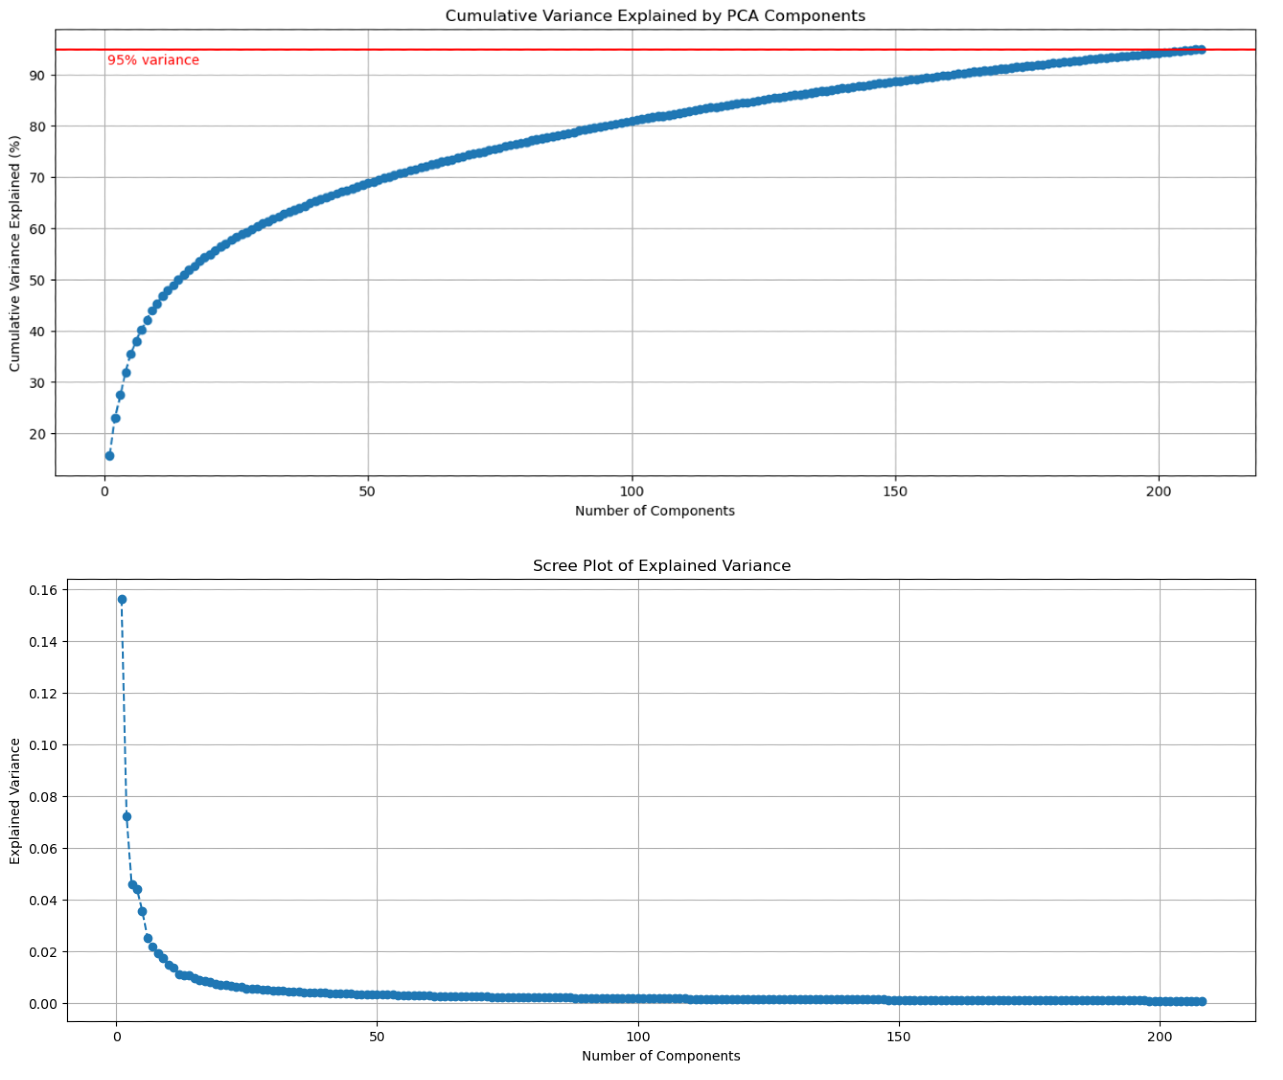 Cumulative Variance Explained by PCA Components
95% variance
90
80
70
60
50
40
30
20
Cumulative Variance Explained (%)
0 50 100 150 200
Number of Components
Scree Plot of Explained Variance
0.16
0.14
0.12
0.10
0.08
0.06
0.04
0.02
0.00
Explained Variance
0 50 100 150 200
Number of Components